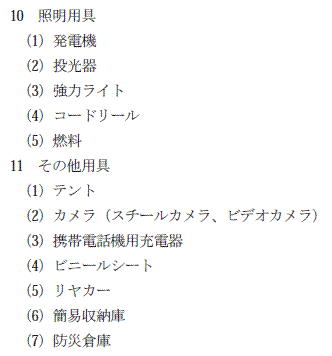 10 照明用具
(1) 発電機
(2) 投光器
(3) 強力ライト
(4) コードリール
(5) 燃料
11 その他用具
(1) テント
(2) カメラ（スチールカメラ、ビデオカメラ）
(3) 携帯電話機用充電器
(4) ビニールシート
(5) リヤカー
(6) 簡易収納庫
(7) 防災倉庫